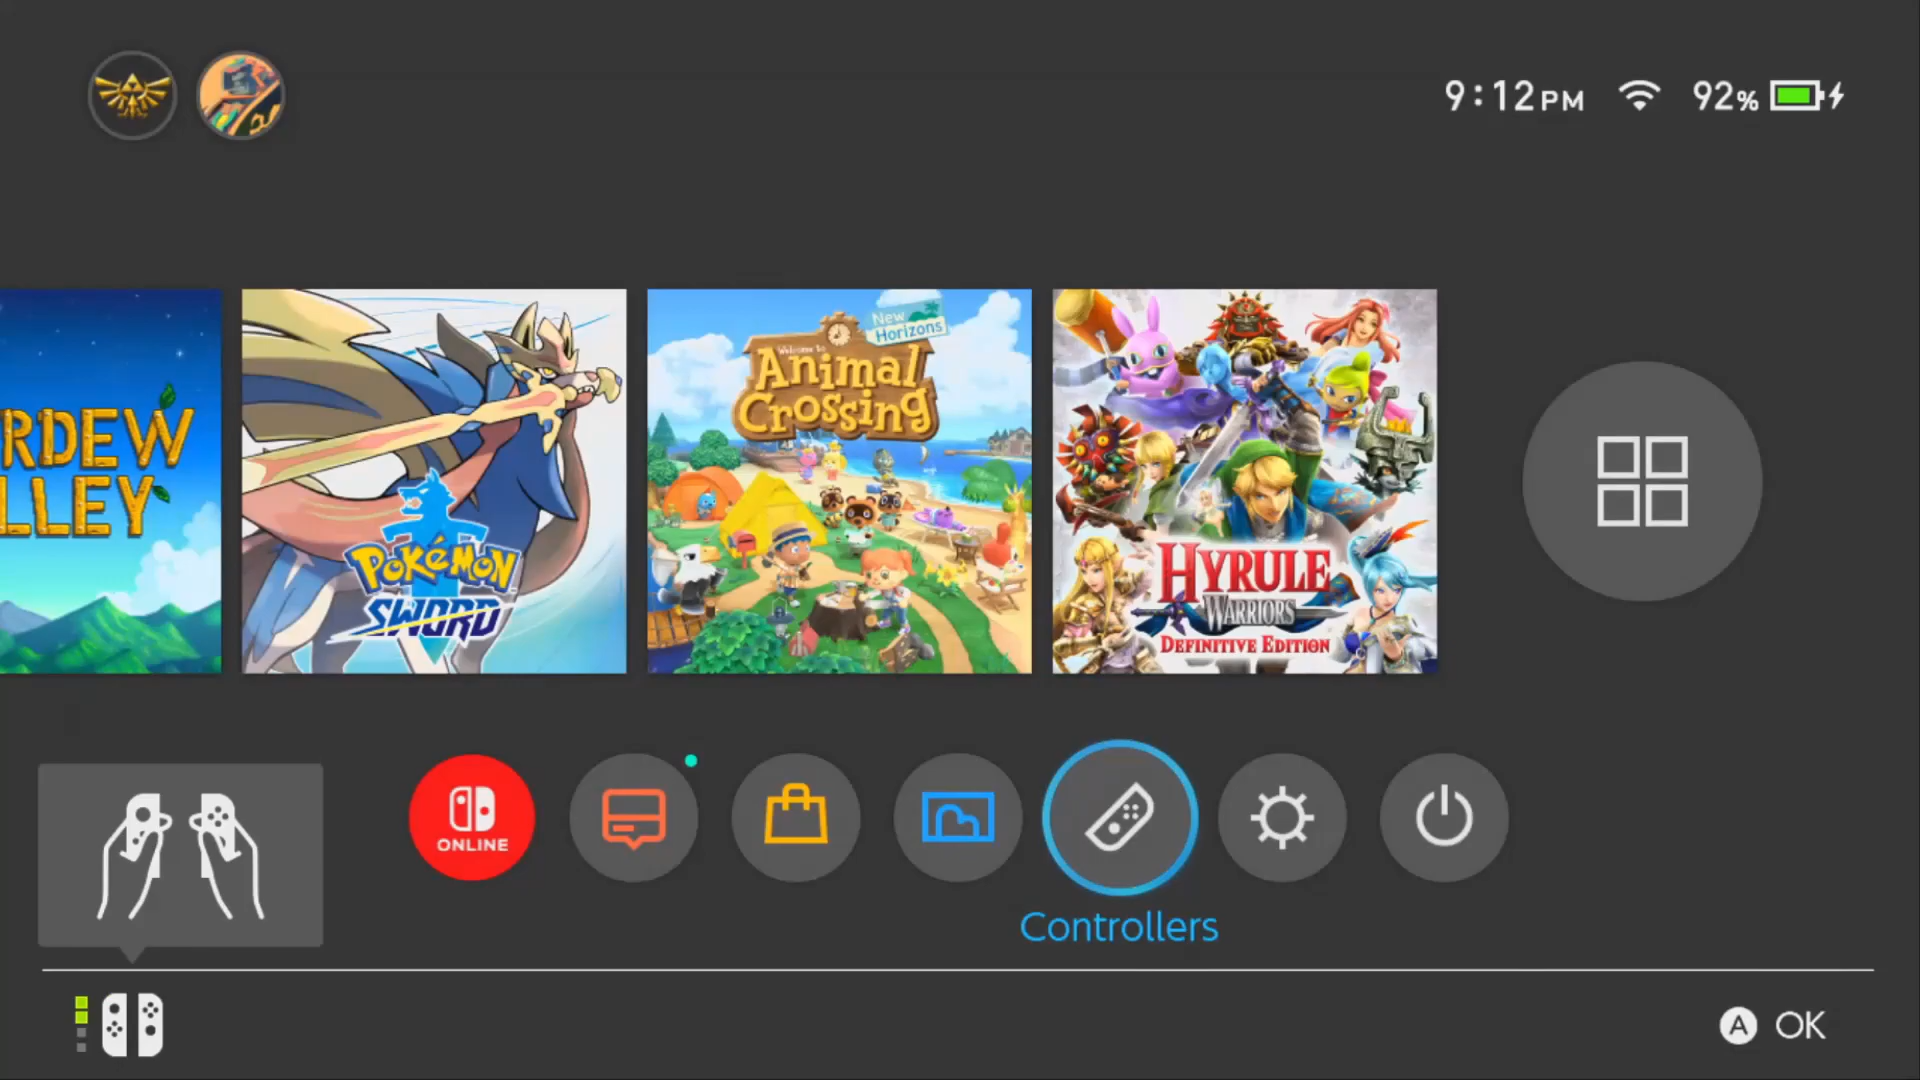 9:12PM 92%
RDEW
LLEY
POKÉMON
SWORD
New
Horizons
Welcome to
Animal
Crossing
HYRULE
WARRIORS
DEFINITIVE EDITION
ONLINE
Controllers
A OK